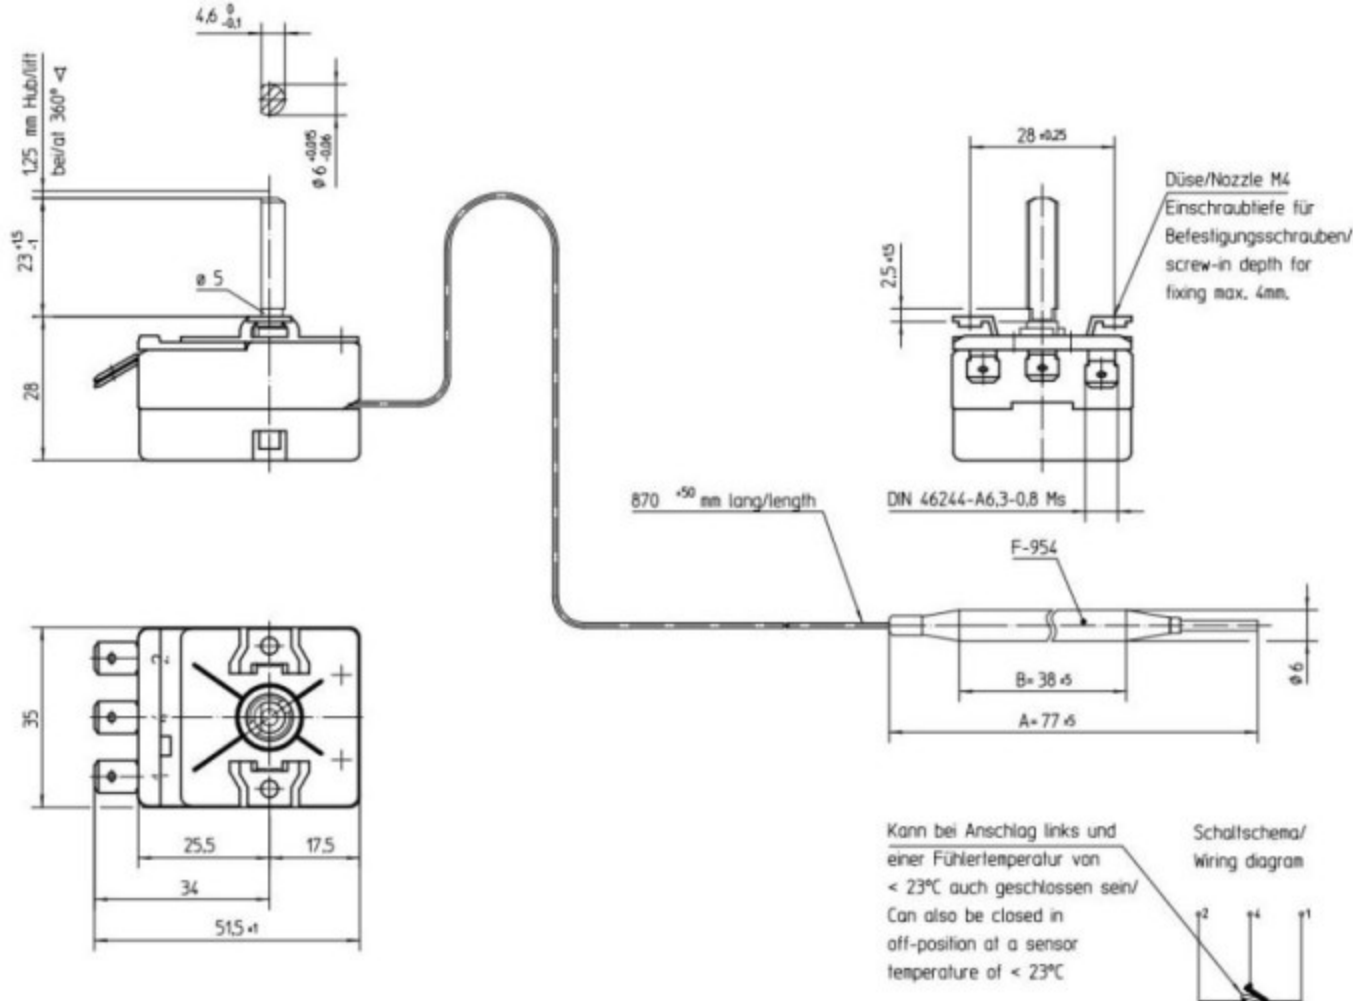 4,6 0 -0,1
1,25 mm Hub/lift
bei/at 360° ∢
ø 6 +0,015 -0,06
23 +1,5 -1
ø 5
28
28 +0,25
Düse/Nozzle M4
Einschraubtiefe für
Befestigungsschrauben/
screw-in depth for
fixing max. 4mm.
2,5 +1,5
870 +50 mm lang/length
DIN 46244-A6,3-0,8 Ms
F-954
B= 38 +5
A= 77 +5
ø 6
35
2
4
1
25,5
17,5
34
51,5 +1
Kann bei Anschlag links und
einer Fühlertemperatur von
< 23°C auch geschlossen sein/
Can also be closed in
off-position at a sensor
temperature of < 23°C
Schaltschema/
Wiring diagram
2 4 1